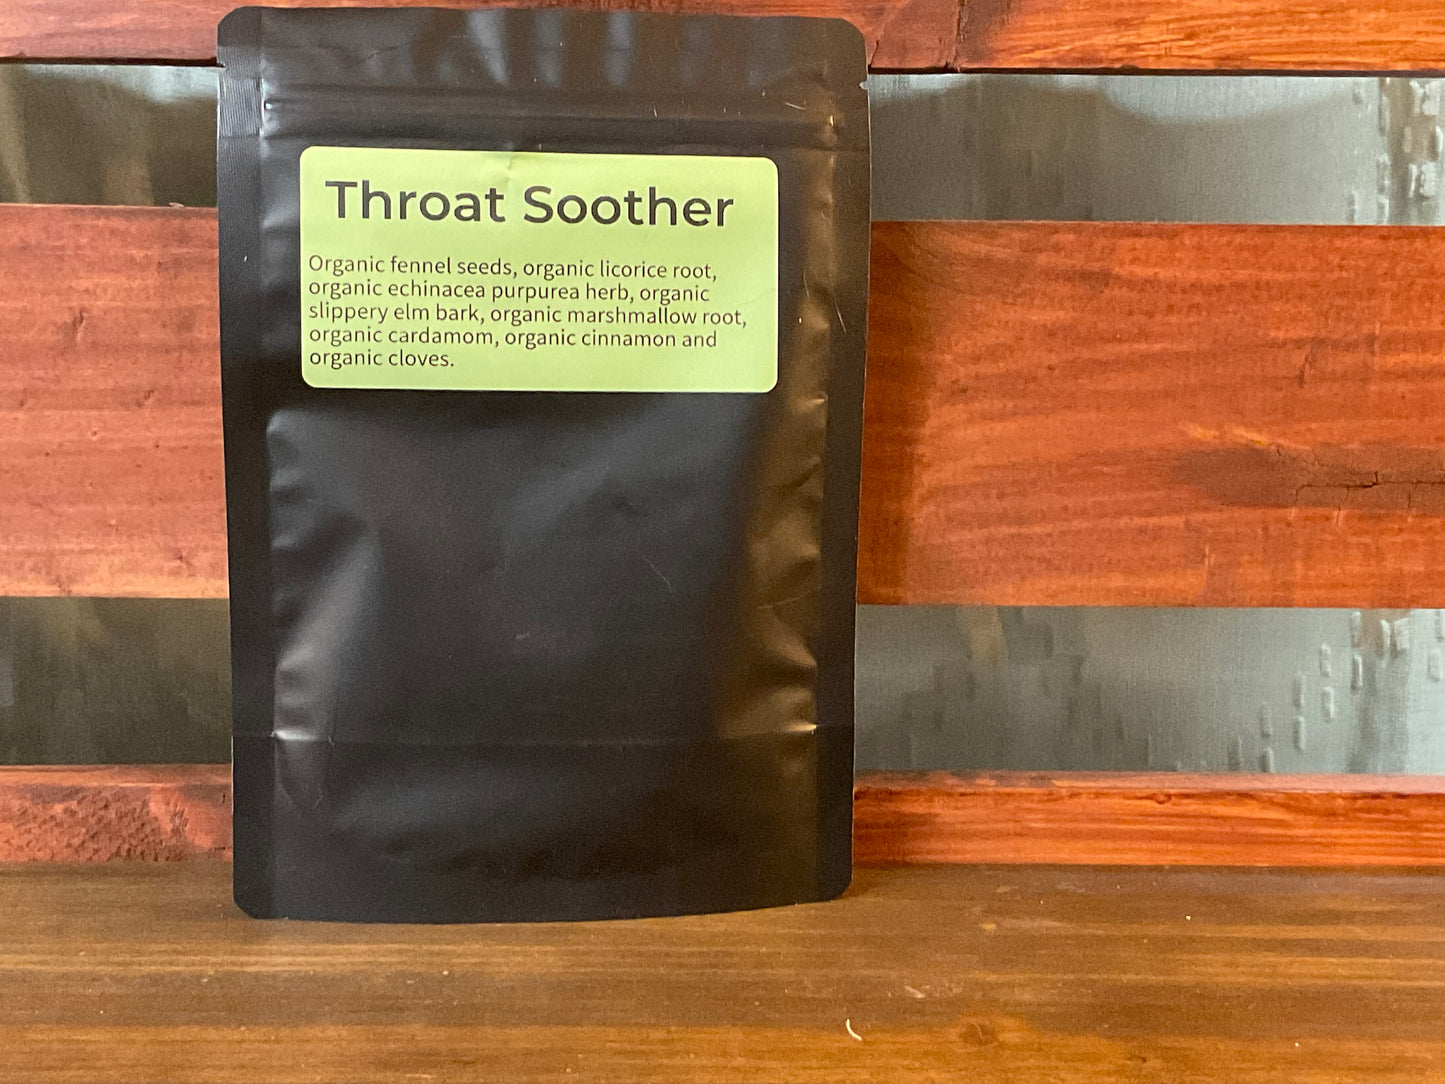 Throat Soother
Organic fennel seeds, organic licorice root,
organic echinacea purpurea herb, organic
slippery elm bark, organic marshmallow root,
organic cardamom, organic cinnamon and
organic cloves.